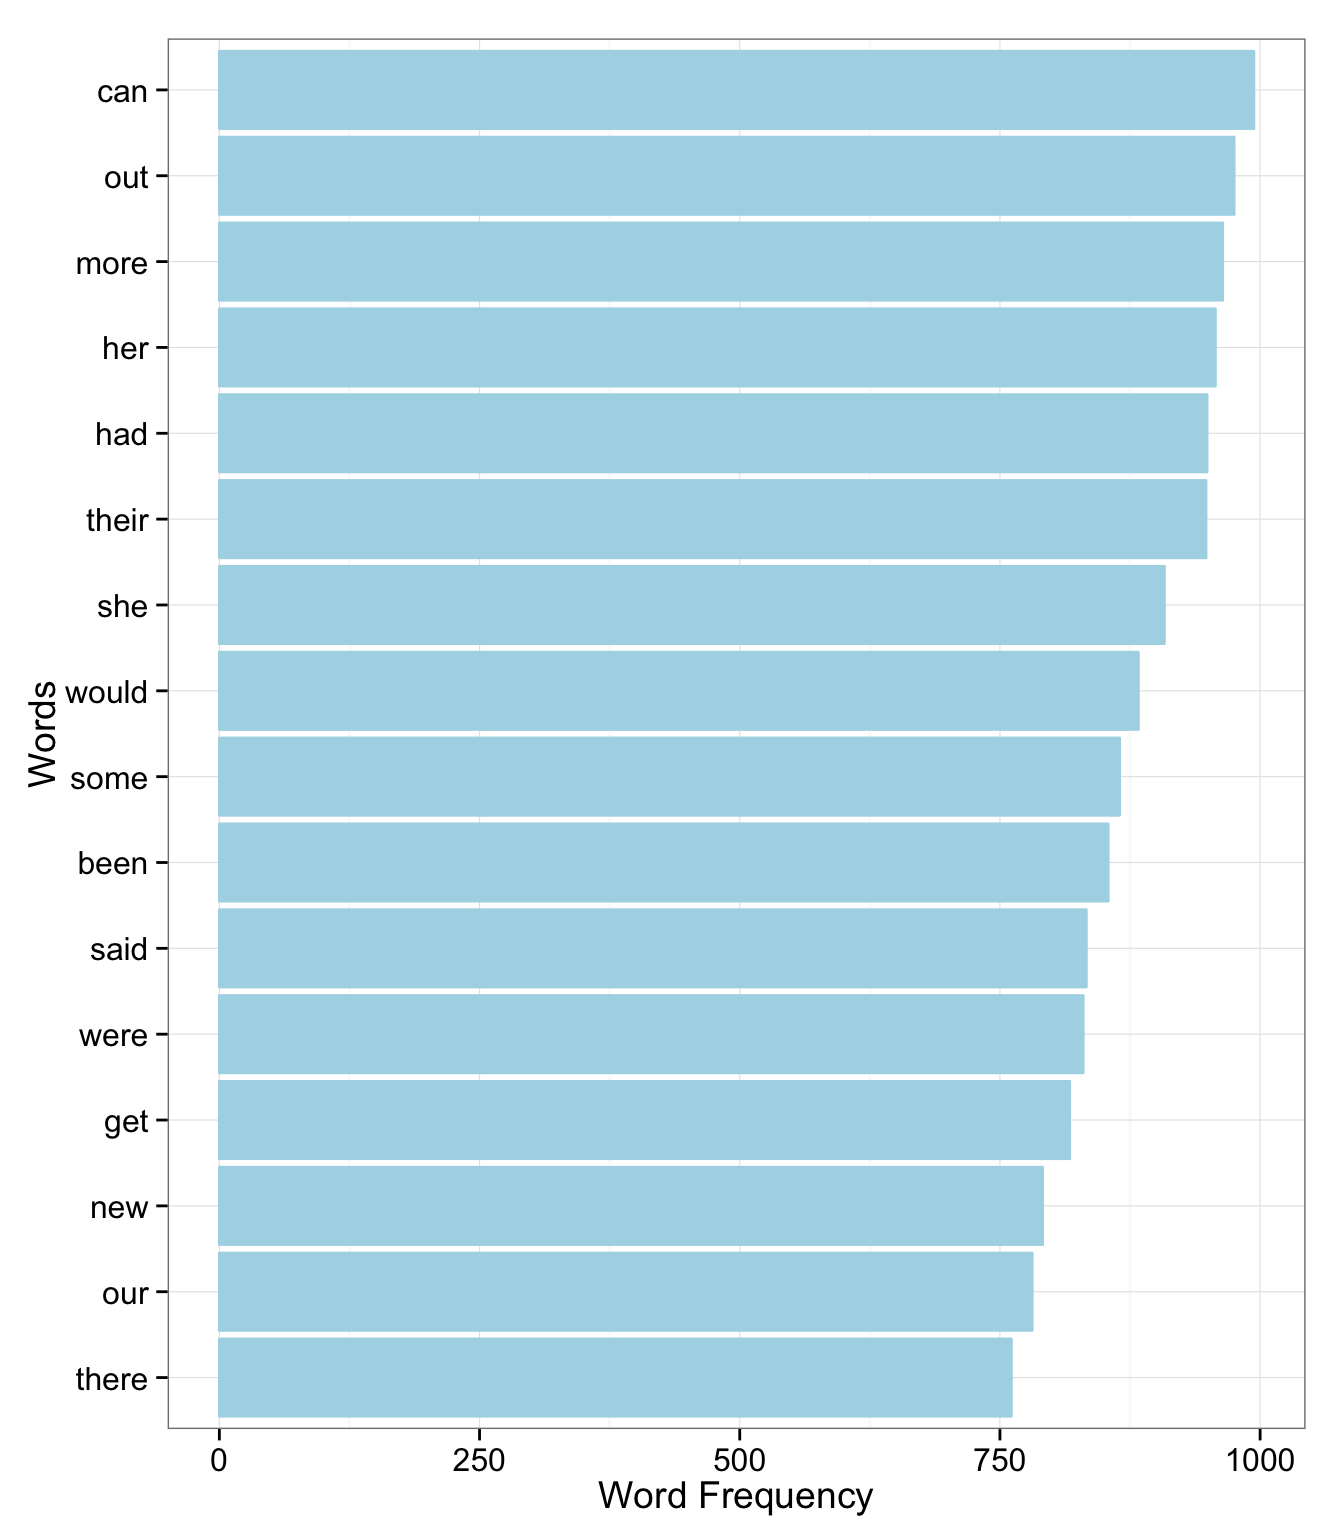 can
out
more
her
had
their
she
would
some
been
said
were
get
new
our
there
Words
0 250 500 750 1000
Word Frequency